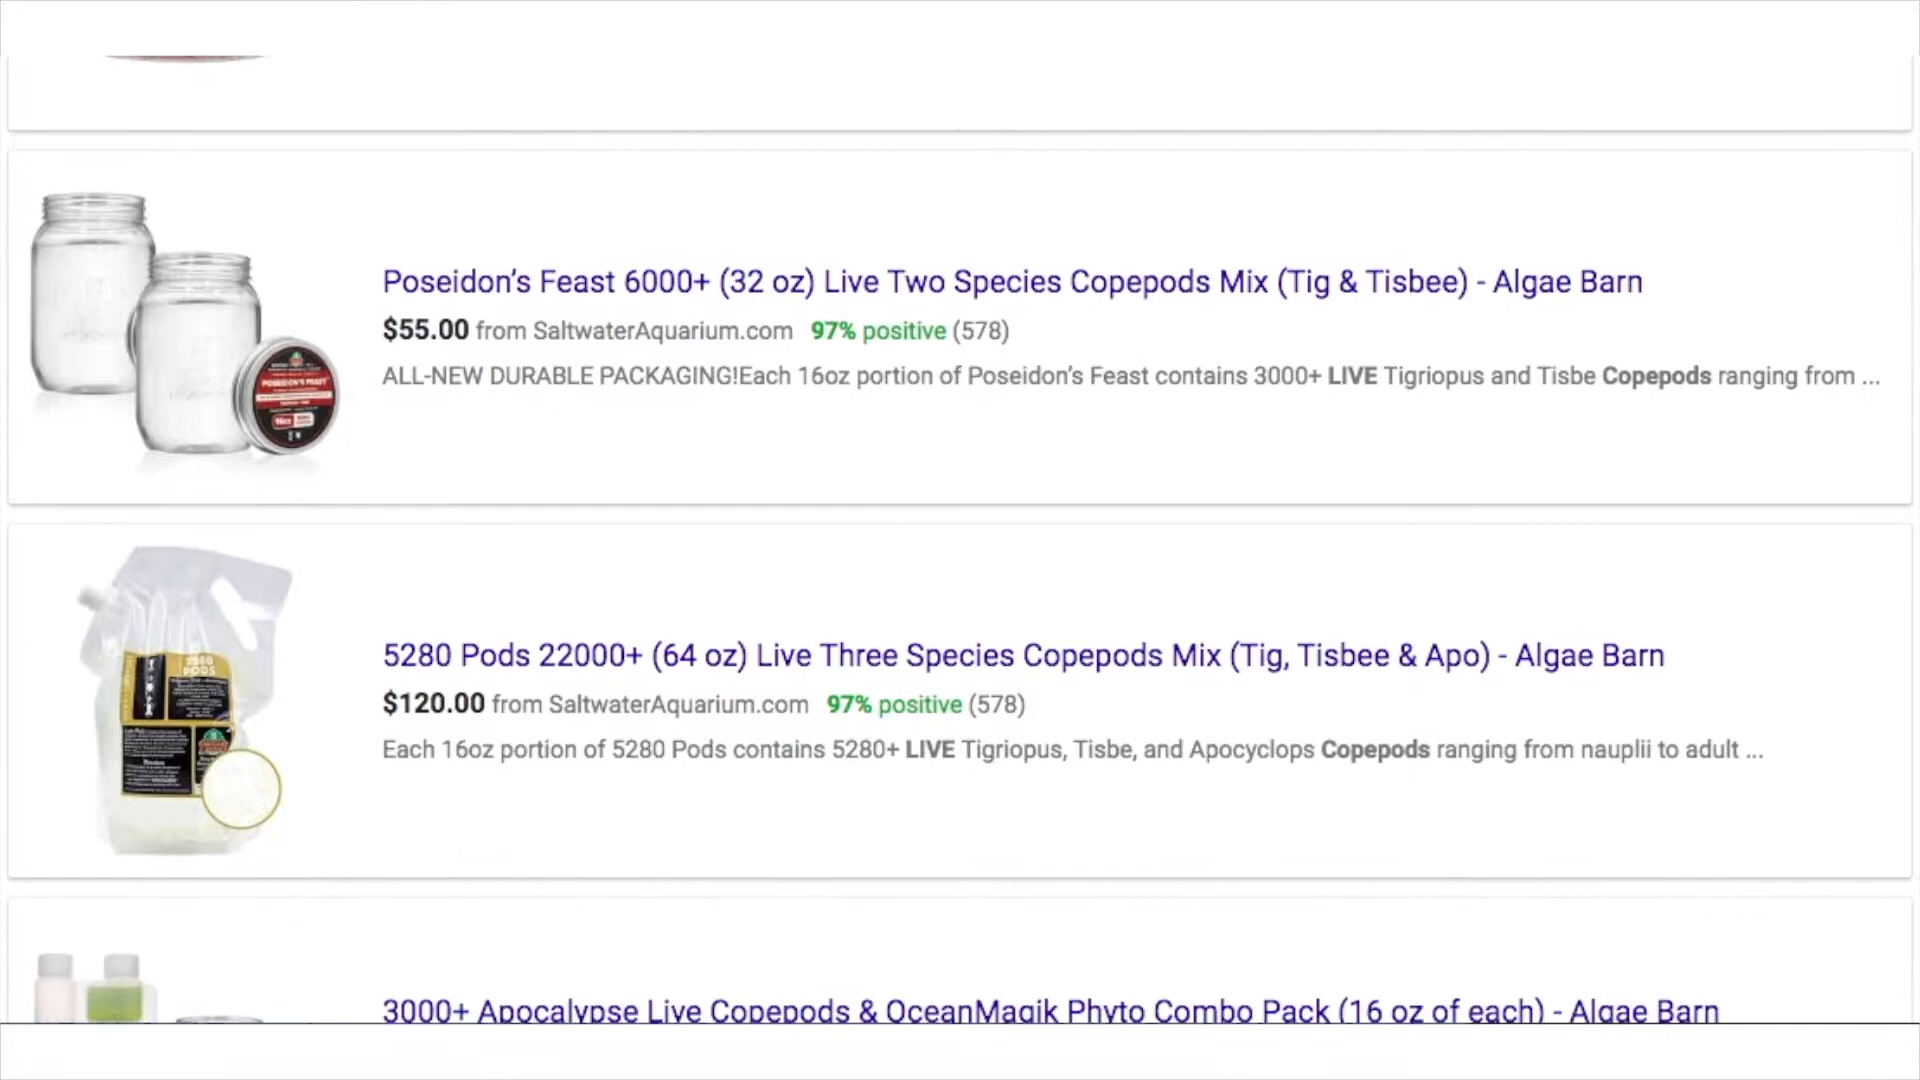 Poseidon's Feast 6000+ (32 oz) Live Two Species Copepods Mix (Tig & Tisbee) - Algae Barn
$55.00 from SaltwaterAquarium.com 97% positive (578)
ALL-NEW DURABLE PACKAGING!Each 16oz portion of Poseidon's Feast contains 3000+ LIVE Tigriopus and Tisbe Copepods ranging from ...
POSEIDON'S FEAST
16oz
5280 Pods 22000+ (64 oz) Live Three Species Copepods Mix (Tig, Tisbee & Apo) - Algae Barn
$120.00 from SaltwaterAquarium.com 97% positive (578)
Each 16oz portion of 5280 Pods contains 5280+ LIVE Tigriopus, Tisbe, and Apocyclops Copepods ranging from nauplii to adult ...
5280
PODS
3000+ Apocalypse Live Copepods & OceanMagik Phyto Combo Pack (16 oz of each) - Algae Barn